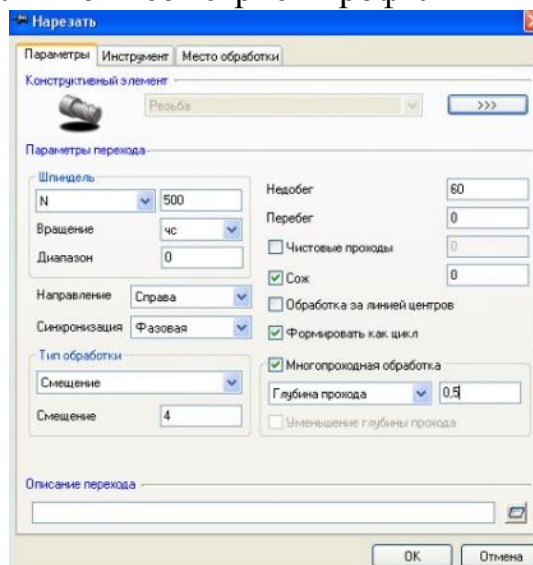 Нарезать
Параметры Инструмент Место обработки
Конструктивный элемент
Резьба >>>
Параметры перехода
Шпиндель
N 500
Вращение чс
Диапазон 0
Направление Справа
Синхронизация Фазовая
Тип обработки
Смещение
Смещение 4
Недобег 60
Перебег 0
Чистовые проходы 0
Сож 0
Обработка за линией центров
Формировать как цикл
Многопроходная обработка
Глубина прохода 0,5
Уменьшение глубины прохода
Описание перехода
OK Отмена